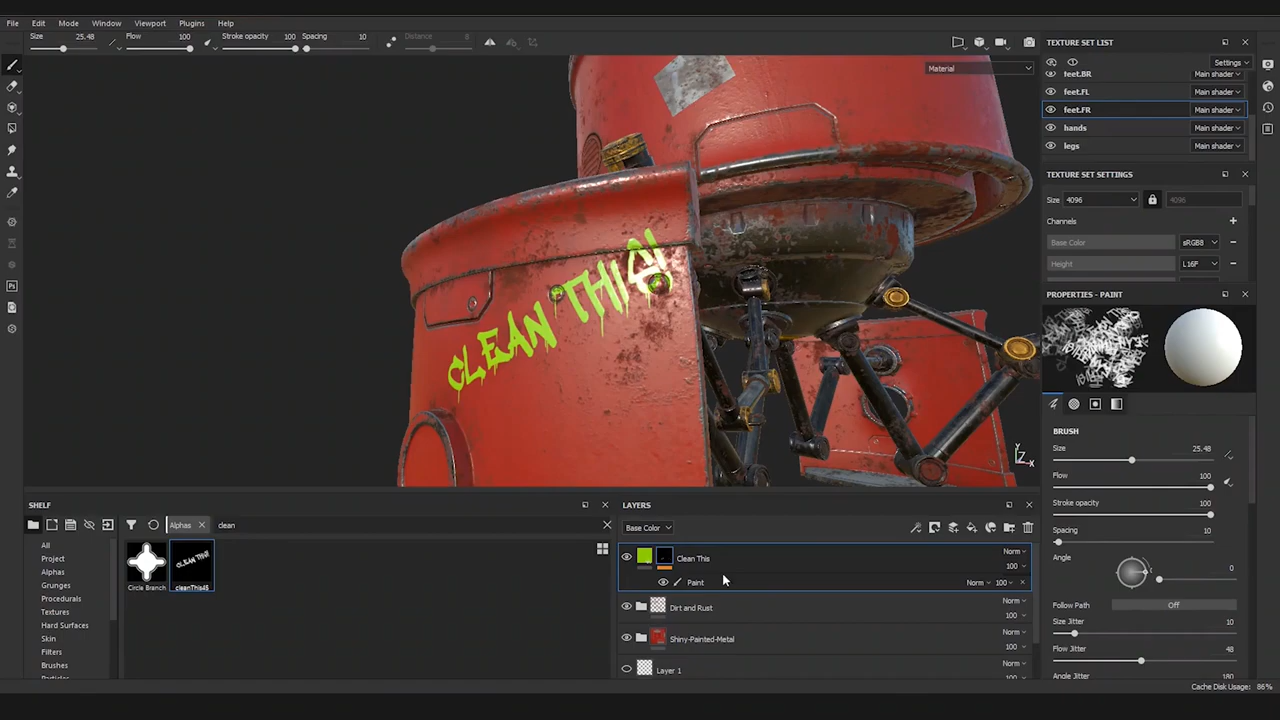 File Edit Mode Window Viewport Plugins Help
Size 25.48 Flow 100 Stroke opacity 100 Spacing 10 Distance 8
Material
CLEAN THIS!
Y
Z X
TEXTURE SET LIST
Settings
feet.BR Main shader
feet.FL Main shader
feet.FR Main shader
hands Main shader
legs Main shader
TEXTURE SET SETTINGS
Size 4096 4096
Channels
Base Color sRGB8
Height L16F
PROPERTIES - PAINT
BRUSH
Size 25.48
Flow 100
Stroke opacity 100
Spacing 10
Angle
0
Follow Path Off
Size Jitter 10
Flow Jitter 48
Angle Jitter 180
SHELF
Alphas clean
All
Project
Alphas
Grunges
Procedurals
Textures
Hard Surfaces
Skin
Filters
Brushes
Particles
Circle Branch cleanThis45
LAYERS
Base Color
Clean This Norm 100
Paint Norm 100
Dirt and Rust Norm 100
Shiny-Painted-Metal Norm 100
Layer 1 Norm 100
Ps
Cache Disk Usage: 86%